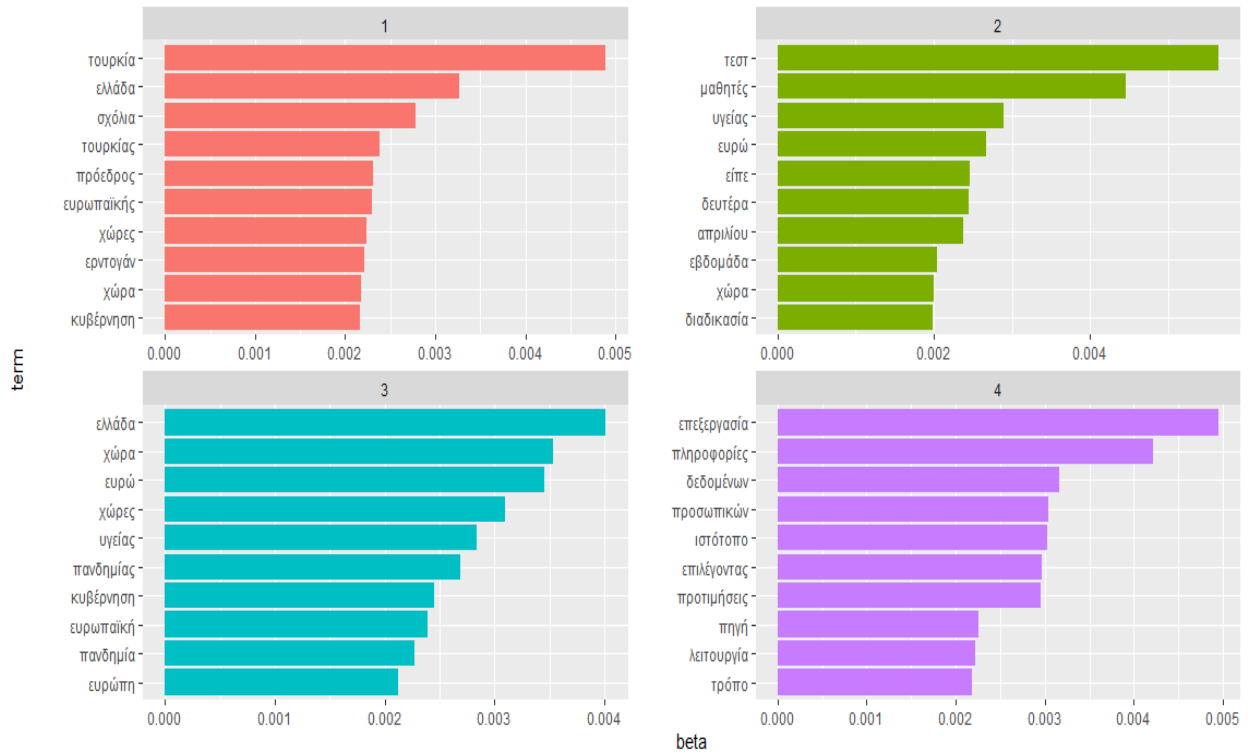 1
τουρκία
ελλάδα
σχόλια
τουρκίας
πρόεδρος
ευρωπαϊκής
χώρες
ερντογάν
χώρα
κυβέρνηση
0.000 0.001 0.002 0.003 0.004 0.005
2
τεστ
μαθητές
υγείας
ευρώ
είπε
δευτέρα
απριλίου
εβδομάδα
χώρα
διαδικασία
0.000 0.002 0.004
term
3
ελλάδα
χώρα
ευρώ
χώρες
υγείας
πανδημίας
κυβέρνηση
ευρωπαϊκή
πανδημία
ευρώπη
0.000 0.001 0.002 0.003 0.004
4
επεξεργασία
πληροφορίες
δεδομένων
προσωπικών
ιστότοπο
επιλέγοντας
προτιμήσεις
πηγή
λειτουργία
τρόπο
0.000 0.001 0.002 0.003 0.004 0.005
beta